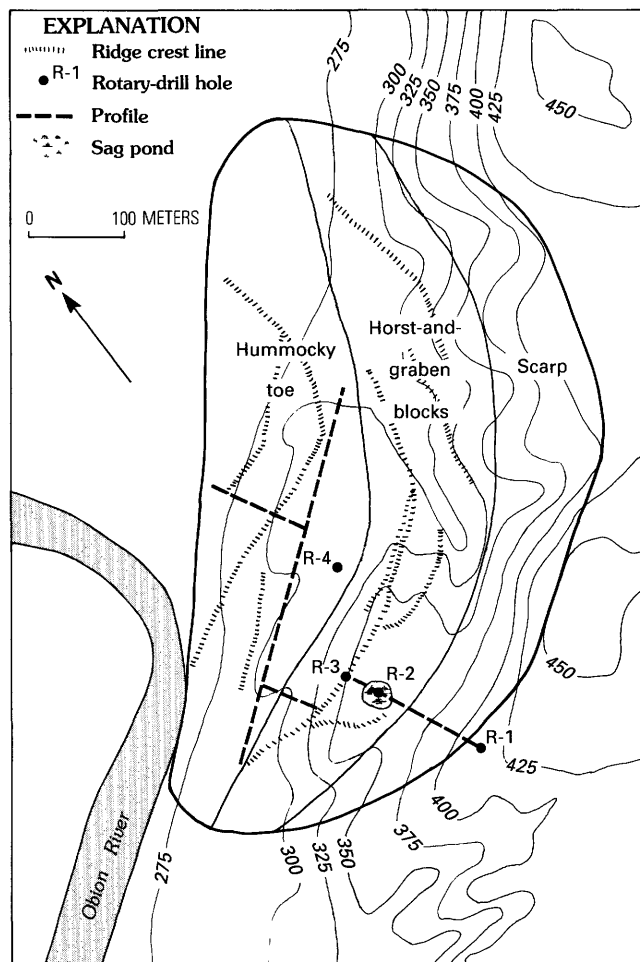 EXPLANATION
Ridge crest line
R-1 Rotary-drill hole
Profile
Sag pond
0 100 METERS
N
275
300
325
350
375
400
425
450
Horst-and-
graben
blocks
Hummocky
toe
Scarp
R-4
R-3
R-2
R-1
450
425
400
375
350
325
300
275
Obion River